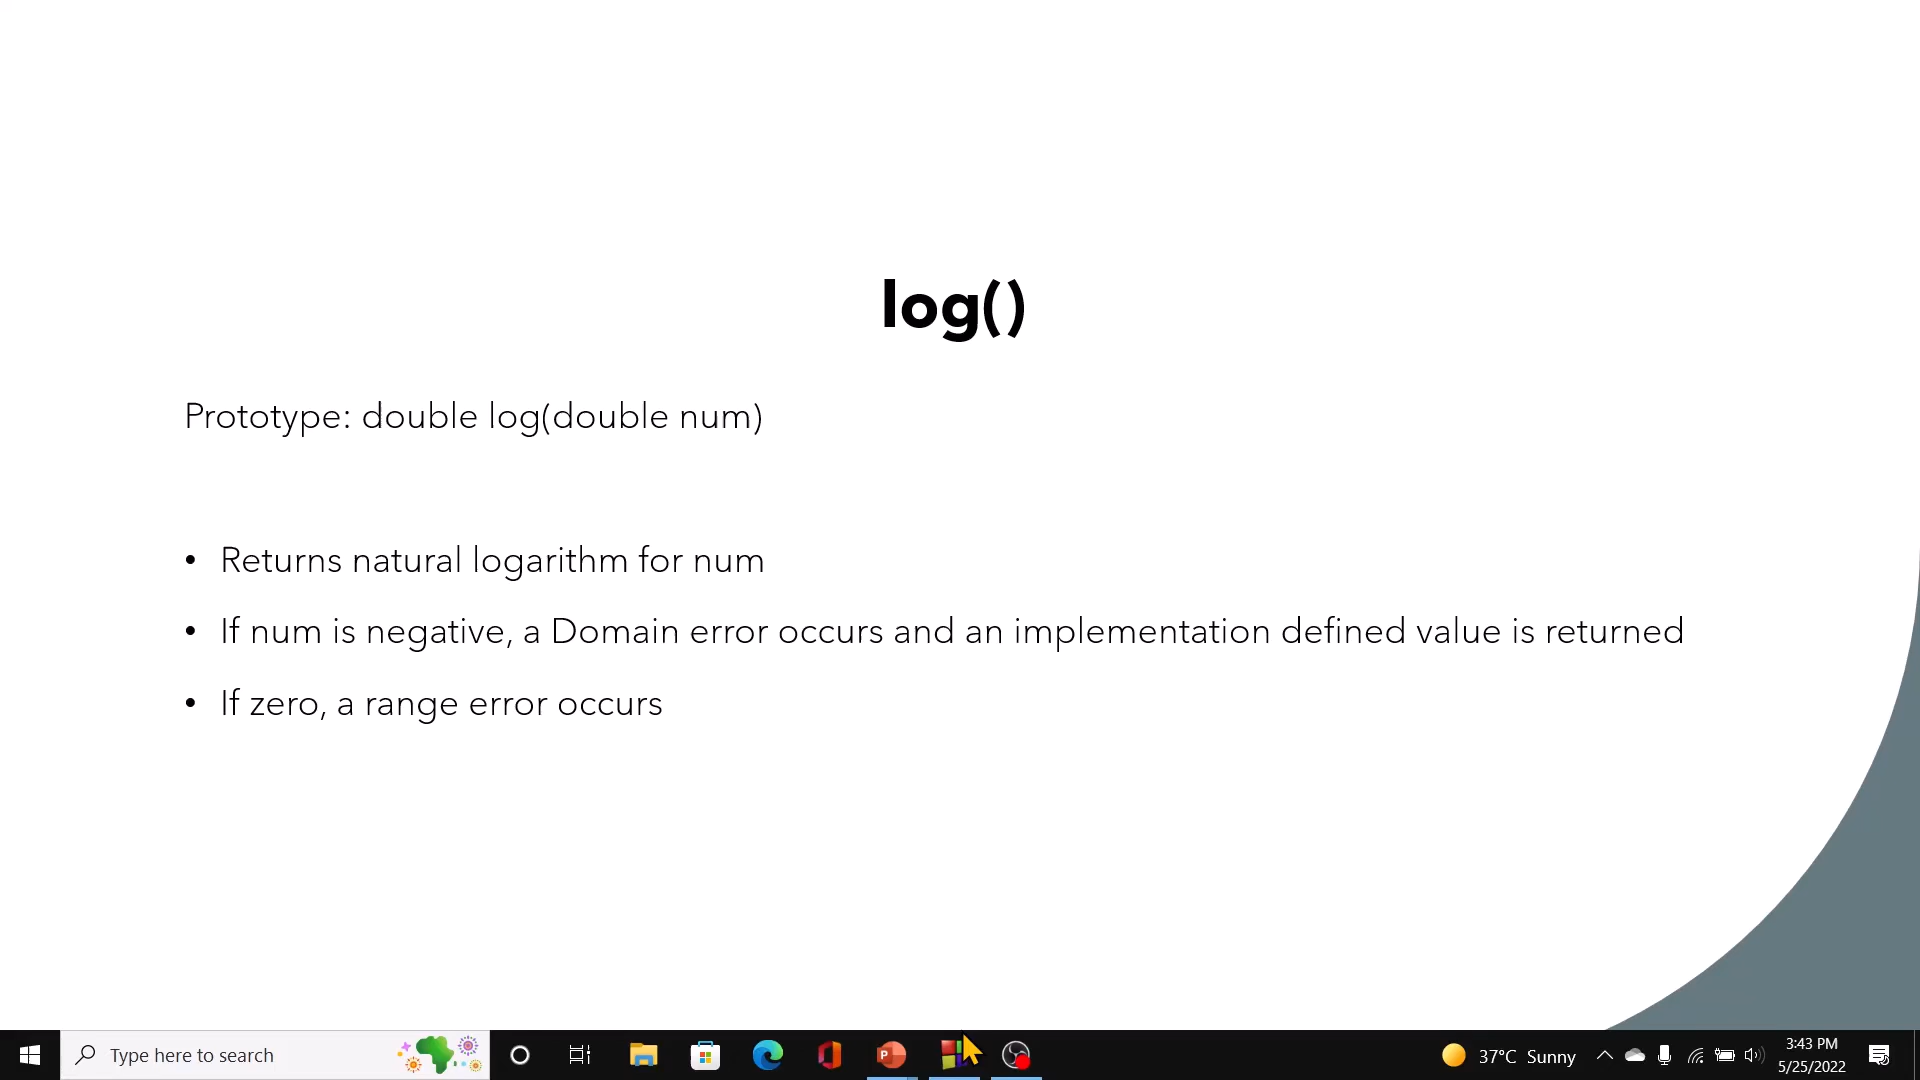 log()
Prototype: double log(double num)
• Returns natural logarithm for num
• If num is negative, a Domain error occurs and an implementation defined value is returned
• If zero, a range error occurs
Type here to search
37°C Sunny
3:43 PM
5/25/2022